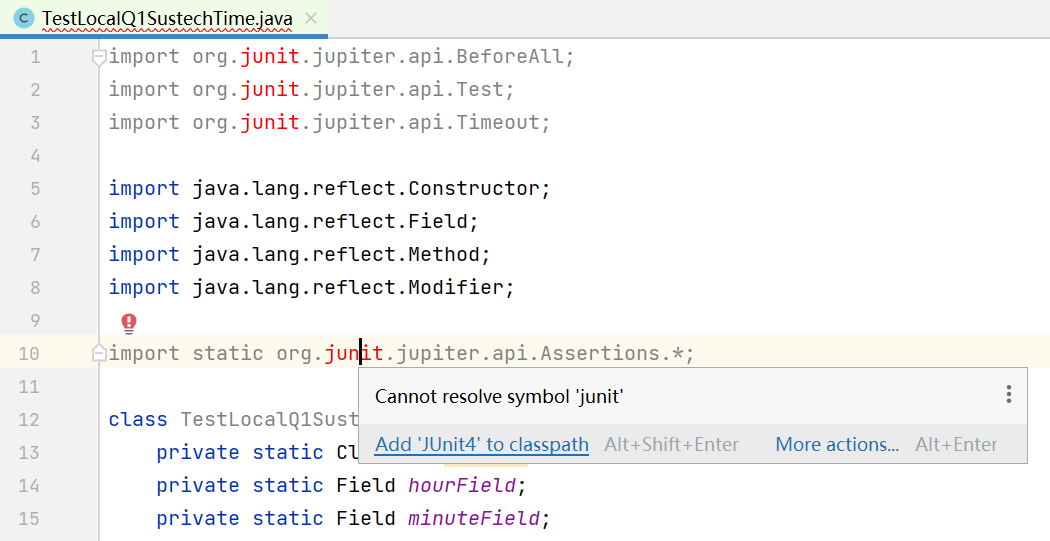 C TestLocalQ1SustechTime.java
1 import org.junit.jupiter.api.BeforeAll;
2 import org.junit.jupiter.api.Test;
3 import org.junit.jupiter.api.Timeout;
4
5 import java.lang.reflect.Constructor;
6 import java.lang.reflect.Field;
7 import java.lang.reflect.Method;
8 import java.lang.reflect.Modifier;
9
10 import static org.junit.jupiter.api.Assertions.*;
11
Cannot resolve symbol 'junit'
12 class TestLocalQ1Sust
Add 'JUnit4' to classpath Alt+Shift+Enter More actions... Alt+Enter
13 private static Cl
14 private static Field hourField;
15 private static Field minuteField;